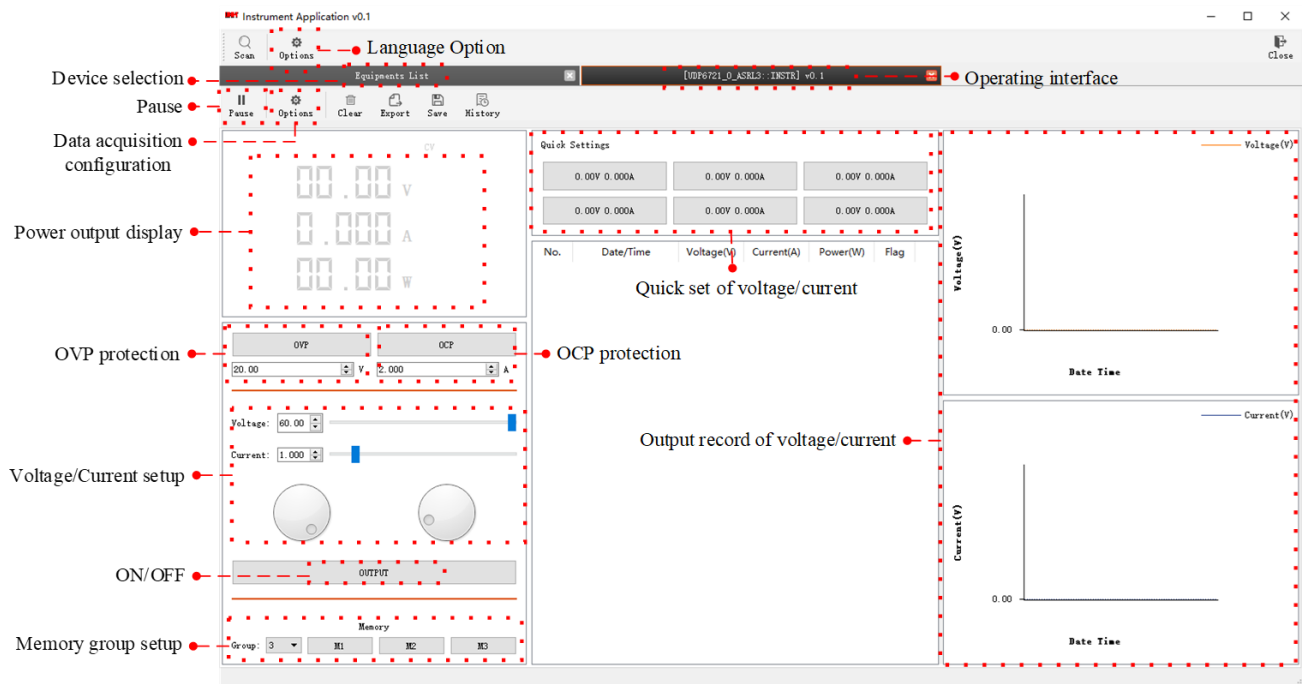 Instrument Application v0.1
Scan
Options
Language Option
Close
Device selection
Equipments List
[UDP6721_0_ASRL3::INSTR] v0.1
Operating interface
Pause
Pause
Options
Clear
Export
Save
History
Data acquisition
configuration
CV
00.00 V
0.000 A
00.00 W
Power output display
Quick Settings
0.00V 0.000A
0.00V 0.000A
0.00V 0.000A
0.00V 0.000A
0.00V 0.000A
0.00V 0.000A
No.
Date/Time
Voltage(V)
Current(A)
Power(W)
Flag
Quick set of voltage/current
Voltage(V)
Voltage(V)
0.00
Date Time
OVP protection
OVP
OCP
20.00 V
2.000 A
OCP protection
Voltage: 60.00
Current: 1.000
Voltage/Current setup
Output record of voltage/current
Current(V)
Current(V)
0.00
Date Time
ON/OFF
OUTPUT
Memory
Memory group setup
Group: 3
M1
M2
M3